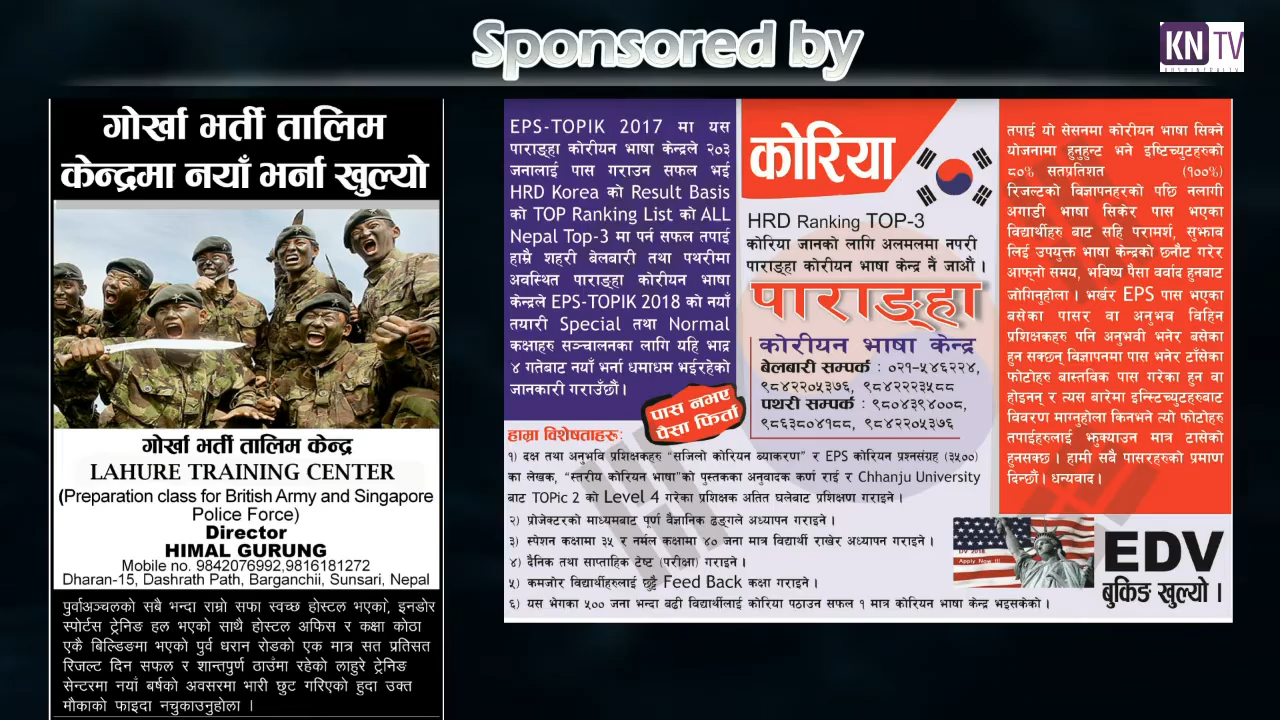 Sponsored by
KN TV
गोर्खा भर्ती तालिम
केन्द्रमा नयाँ भर्ना खुल्यो
गोर्खा भर्ती तालिम केन्द्र
LAHURE TRAINING CENTER
(Preparation class for British Army and Singapore
Police Force)
Director
HIMAL GURUNG
Mobile no. 9842076992,9816181272
Dharan-15, Dashrath Path, Barganchii, Sunsari, Nepal
पुर्वाअञ्चलको सबै भन्दा राम्रो सफा स्वच्छ होस्टल भएको, इनडोर
स्पोर्टस ट्रेनिङ हल भएको साथै होस्टल अफिस र कक्षा कोठा
एकै बिल्डिङमा भएको पुर्व धरान रोडको एक मात्र सत प्रतिसत
रिजल्ट दिन सफल र शान्तपुर्ण ठाउँमा रहेको लाहुरे ट्रेनिङ
सेन्टरमा नयाँ बर्षको अवसरमा भारी छुट गरिएको हुदा उक्त
मौकाको फाइदा नचुकाउनुहोला ।
EPS-TOPIK 2017 मा यस
पाराङ्हा कोरीयन भाषा केन्द्रले २०३
जनालाई पास गराउन सफल भई
HRD Korea को Result Basis
को TOP Ranking List को ALL
Nepal Top-3 मा पर्न सफल तपाई
हाम्रै शहरी बेलबारी तथा पथरीमा
अवस्थित पाराङ्हा कोरीयन भाषा
केन्द्रले EPS-TOPIK 2018 को नयाँ
तयारी Special तथा Normal
कक्षाहरु सञ्चालनका लागि यहि भाद्र
४ गतेबाट नयाँ भर्ना धमाधम भईरहेको
जानकारी गराउँछौं।
कोरिया
HRD Ranking TOP-3
कोरिया जानको लागि अलमलमा नपरी
पाराङ्हा कोरीयन भाषा केन्द्र नै जाऔं ।
पाराङ्हा
कोरीयन भाषा केन्द्र
बेलबारी सम्पर्क : ०२१-५४६२२४,
९८४२२०५३७६, ९८४२२२३५८८
पथरी सम्पर्क : ९८०४३९४००८,
९८६३८०४१८८, ९८४२२०५३७६
पास नभए
पैसा फिर्ता
तपाई यो सेसनमा कोरीयन भाषा सिक्ने
योजनामा हुनुहुन्ट भने इष्टिच्युटहरुको
८०% सतप्रतिशत (१००%)
रिजल्टको विज्ञापनहरको पछि नलागी
अगाडी भाषा सिकेर पास भएका
विद्यार्थीहरु बाट सहि परामर्श, सुझाब
लिई उपयुक्त भाषा केन्द्रको छनौट गरेर
आफ्नो समय, भविष्य पैसा बर्वाद हुनबाट
जोगिनुहोला । भर्खर EPS पास भएका
बसेका पासर वा अनुभव विहिन
प्रशिक्षकहरु पनि अनुभवी भनेर बसेका
हुन सक्छन् विज्ञापनमा पास भनेर टाँसेका
फोटोहरु बास्तविक पास गरेका हुन वा
होइनन् र त्यस बारेमा इन्स्टिच्युटहरुबाट
बिवरण माग्नुहोला किनभने त्यो फोटोहरु
तपाईहरुलाई झुक्याउन मात्र टासेको
हुनसक्छ । हामी सबै पासरहरुको प्रमाण
दिन्छौं। धन्यवाद।
हाम्रा विशेषताहरुः
१) दक्ष तथा अनुभवि प्रशिक्षकहरु "सजिलो कोरियन ब्याकरण" र EPS कोरियन प्रश्नसंग्रह (३५००)
का लेखक, "स्तरीय कोरियन भाषा"को पुस्तकका अनुवादक कर्ण राई र Chhanju University
बाट TOPic 2 को Level 4 गरेका प्रशिक्षक अतित घलेबाट प्रशिक्षण गराइने ।
२) प्रोजेक्टरको माध्यमबाट पूर्ण बैज्ञानिक ढङ्गले अध्यापन गराइने ।
३) स्पेशन कक्षामा ३५ र नर्मल कक्षामा ४० जना मात्र विद्यार्थी राखेर अध्यापन गराइने ।
४) दैनिक तथा साप्ताहिक टेष्ट (परीक्षा) गराइने ।
५) कमजोर विद्यार्थीहरुलाई छुट्टै Feed Back कक्षा गराइने ।
६) यस भेगका ५०० जना भन्दा बढी विद्यार्थीलाई कोरिया पठाउन सफल १ मात्र कोरियन भाषा केन्द्र भइसकेको ।
DV 2018
Apply Now !!!
EDV
बुकिङ खुल्यो ।